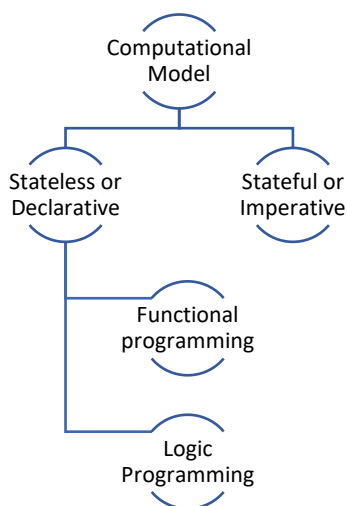 Computational
Model
Stateless or
Declarative
Stateful or
Imperative
Functional
programming
Logic
Programming